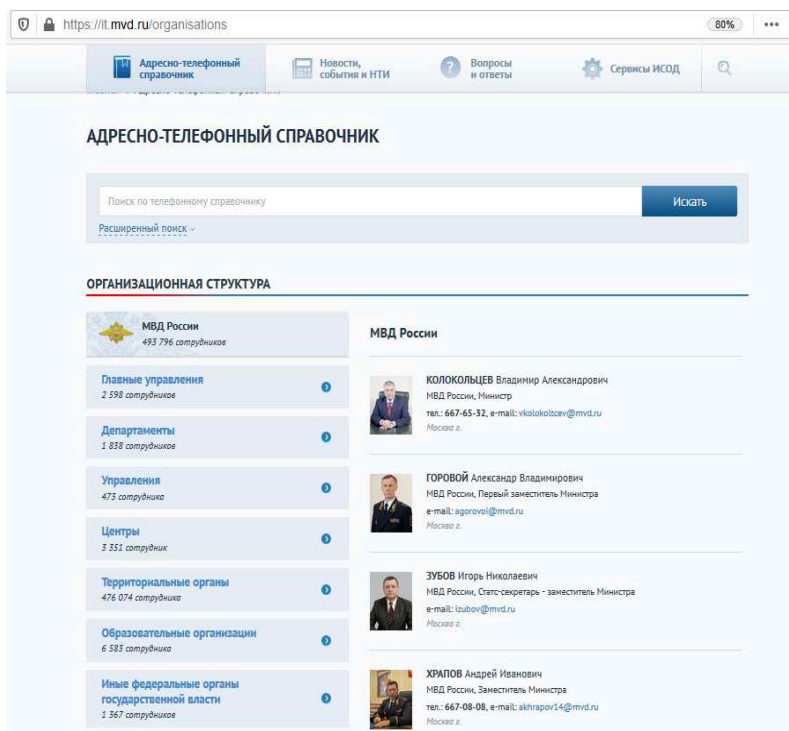 https://it.mvd.ru/organisations
80%
Адресно-телефонный
справочник
Новости,
события и НТИ
Вопросы
и ответы
Сервисы ИСОД
АДРЕСНО-ТЕЛЕФОННЫЙ СПРАВОЧНИК
Поиск по телефонному справочнику
Искать
Расширенный поиск
ОРГАНИЗАЦИОННАЯ СТРУКТУРА
МВД России
493 796 сотрудников
Главные управления
2 598 сотрудников
Департаменты
1 838 сотрудников
Управления
473 сотрудника
Центры
3 351 сотрудник
Территориальные органы
476 074 сотрудника
Образовательные организации
6 583 сотрудника
Иные федеральные органы
государственной власти
1 367 сотрудников
МВД России
КОЛОКОЛЬЦЕВ Владимир Александрович
МВД России, Министр
тел.: 667-65-32, e-mail: vkolokoltcev@mvd.ru
Москва г.
ГОРОВОЙ Александр Владимирович
МВД России, Первый заместитель Министра
e-mail: agorovoi@mvd.ru
Москва г.
ЗУБОВ Игорь Николаевич
МВД России, Статс-секретарь - заместитель Министра
e-mail: izubov@mvd.ru
Москва г.
ХРАПОВ Андрей Иванович
МВД России, Заместитель Министра
тел.: 667-08-08, e-mail: akhrapov14@mvd.ru
Москва г.